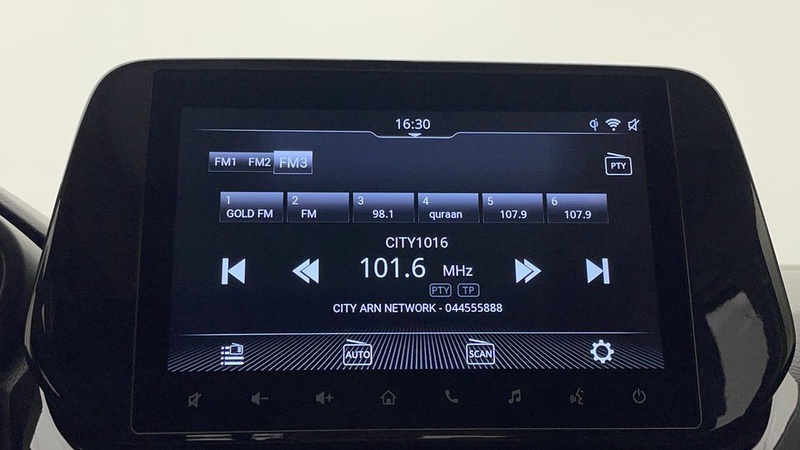 16:30
FM1 FM2 FM3
PTY
1 2 3 4 5 6
GOLD FM FM 98.1 quraan 107.9 107.9
CITY1016
101.6 MHz
PTY TP
CITY ARN NETWORK - 044555888
AUTO SCAN